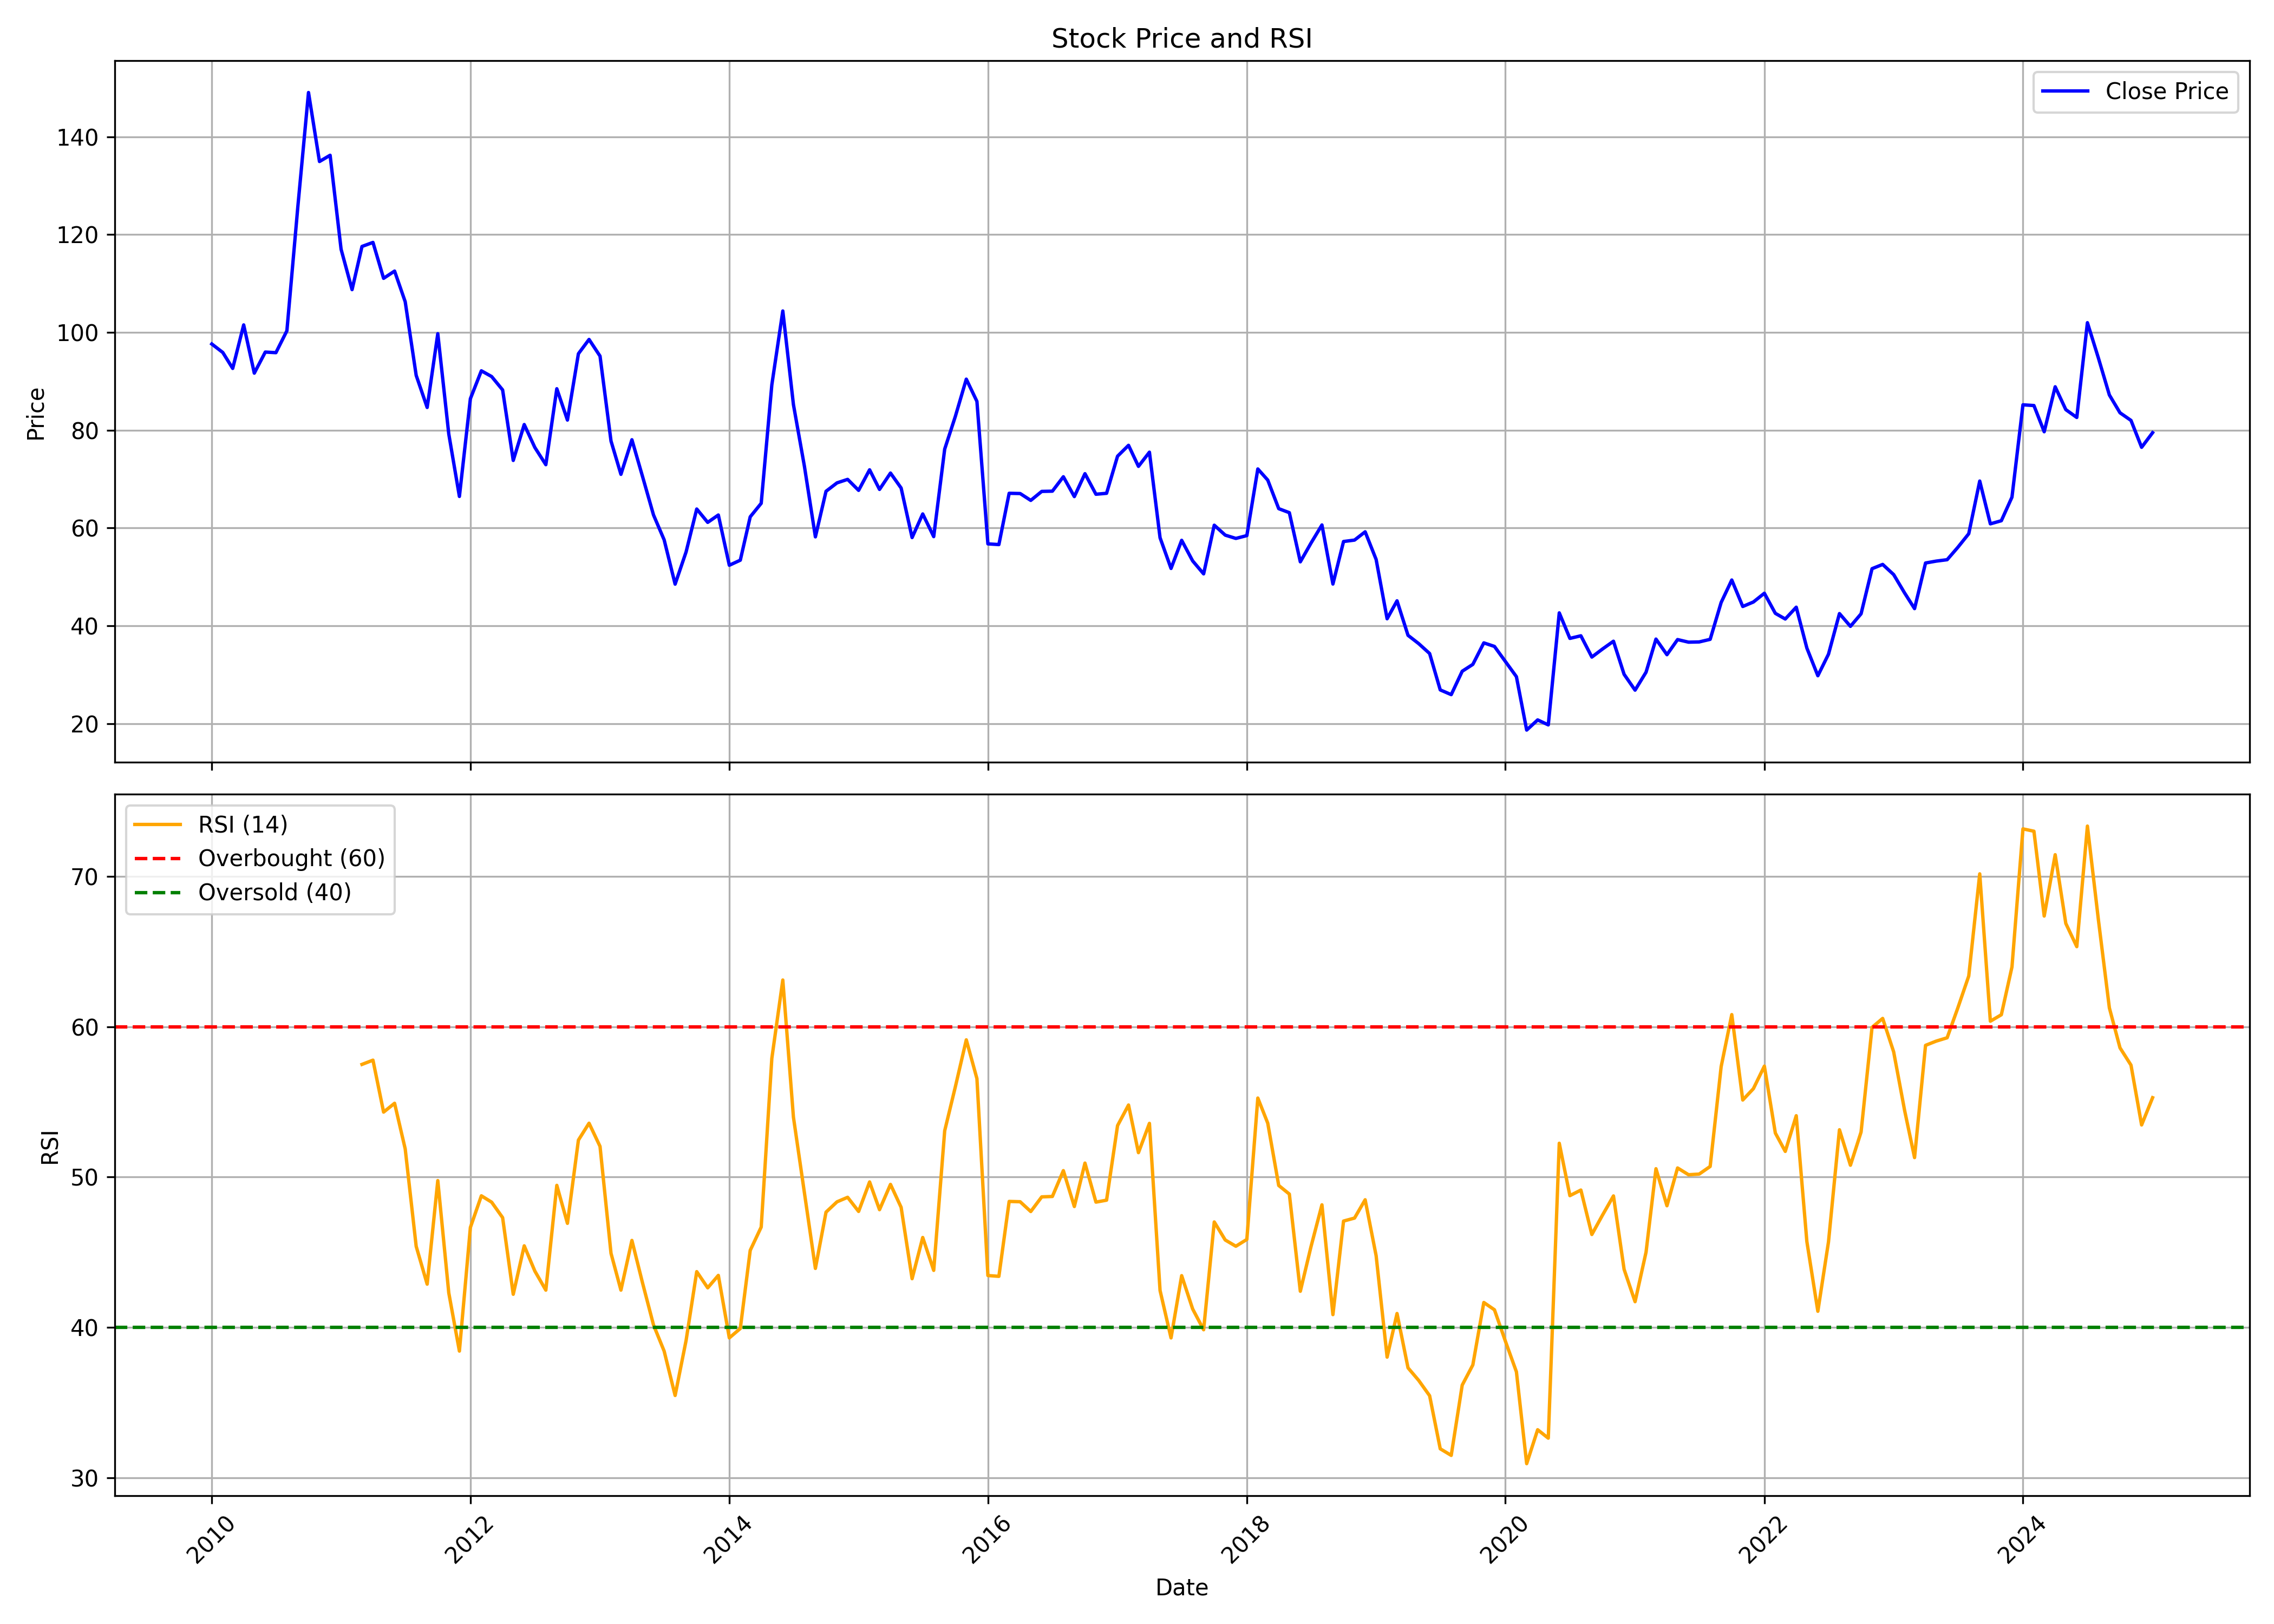 Stock Price and RSI
Close Price
140
120
100
80
60
40
20
Price
RSI (14)
Overbought (60)
Oversold (40)
70
60
50
40
30
RSI
2010
2012
2014
2016
2018
2020
2022
2024
Date